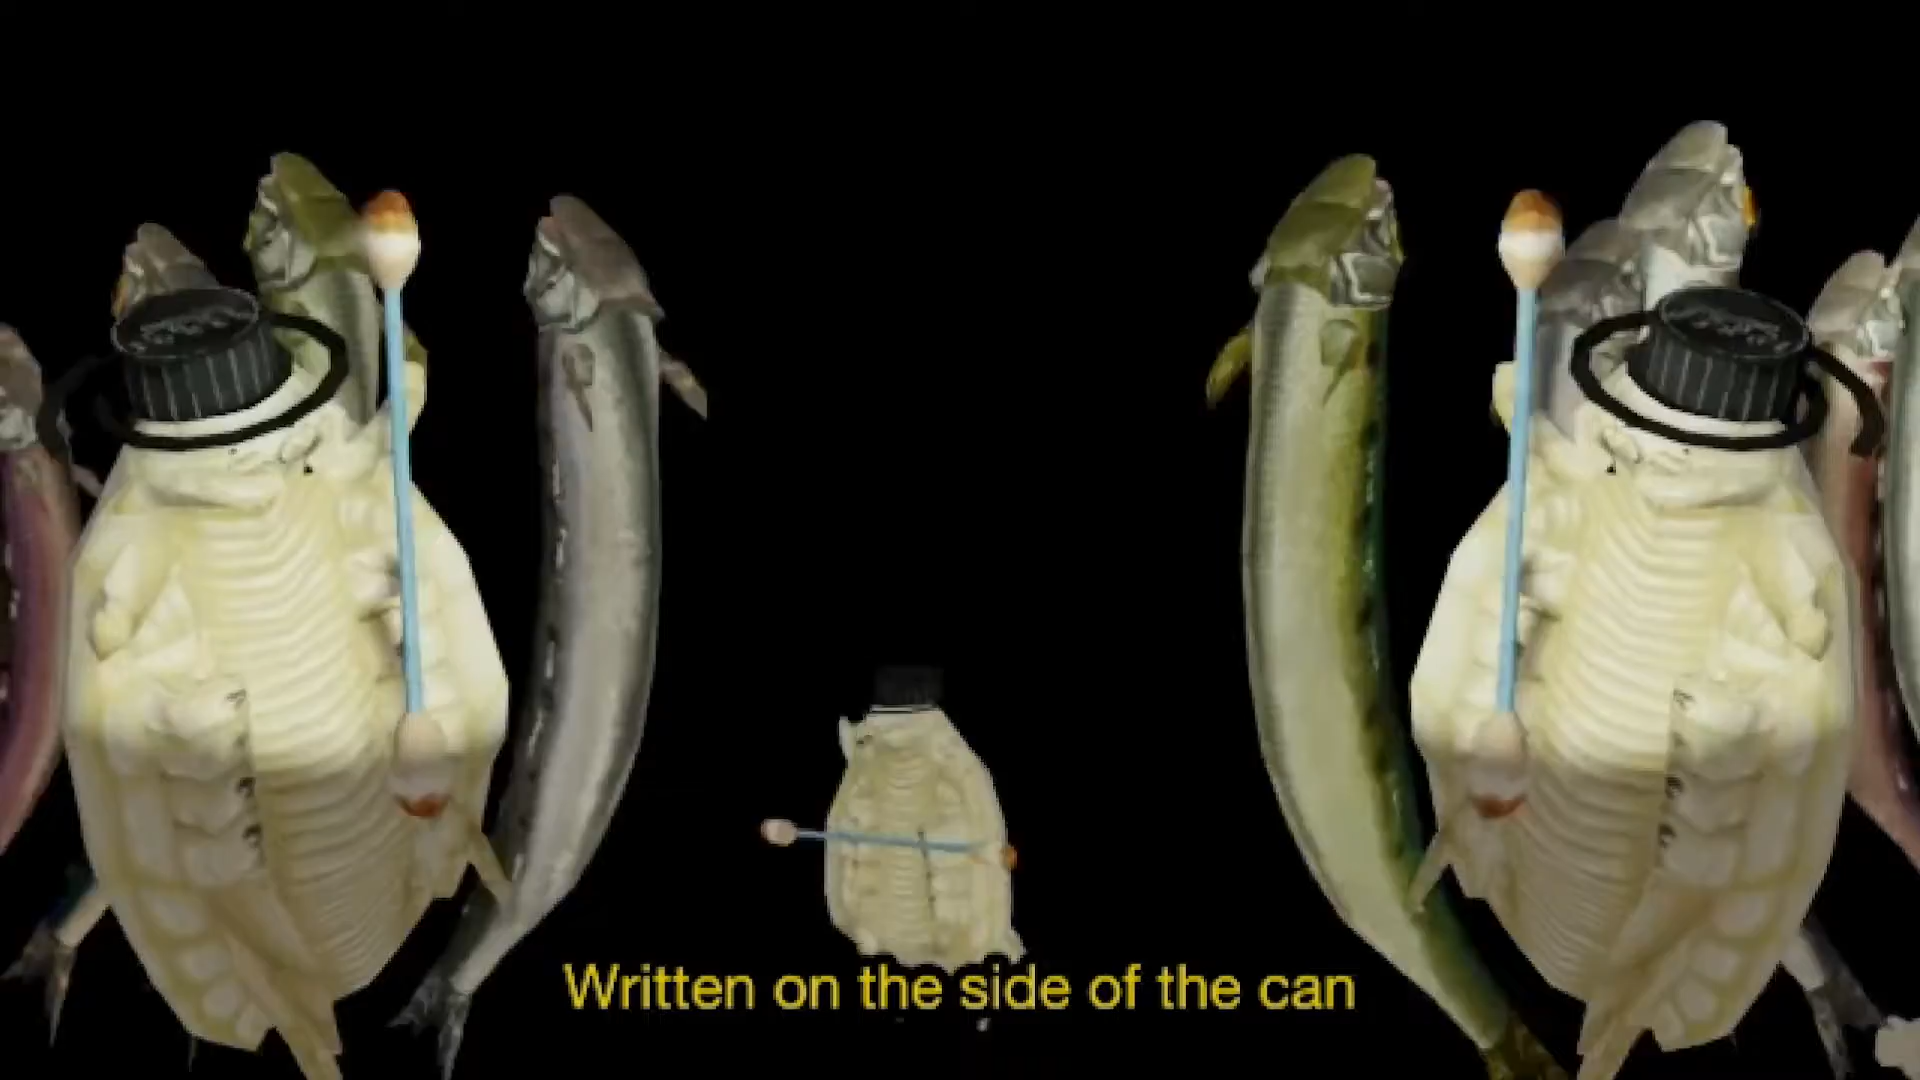 Written on the side of the can